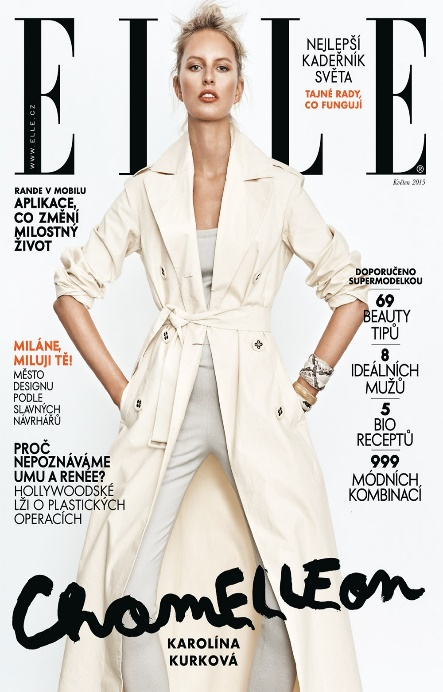 ELLE
WWW.ELLE.CZ
NEJLEPŠÍ
KADEŘNÍK
SVĚTA
TAJNÉ RADY,
CO FUNGUJÍ
®
Květen 2015
RANDE V MOBILU
APLIKACE,
CO ZMĚNÍ
MILOSTNÝ
ŽIVOT
DOPORUČENO
SUPERMODELKOU
69
BEAUTY
TIPŮ
8
IDEÁLNÍCH
MUŽŮ
5
BIO
RECEPTŮ
999
MÓDNÍCH
KOMBINACÍ
MILÁNE,
MILUJI TĚ!
MĚSTO
DESIGNU
PODLE
SLAVNÝCH
NÁVRHÁŘŮ
PROČ
NEPOZNÁVÁME
UMU A RENÉE?
HOLLYWOODSKÉ
LŽI O PLASTICKÝCH
OPERACÍCH
ChamELLEon
KAROLÍNA
KURKOVÁ